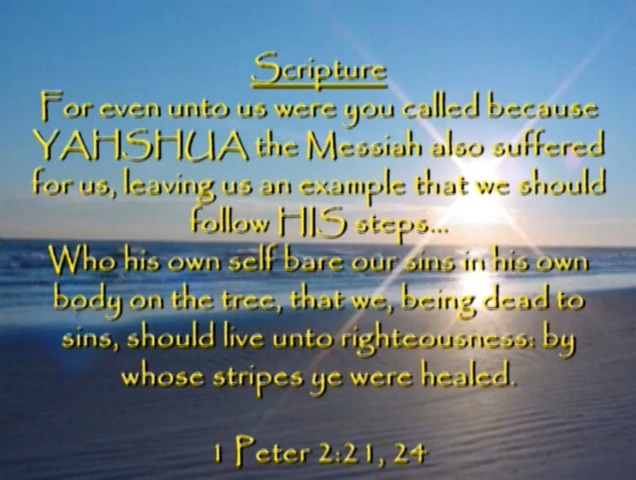 Scripture
For even unto us were you called because
YAHSHUA the Messiah also suffered
for us, leaving us an example that we should
follow HIS steps...
Who his own self bare our sins in his own
body on the tree, that we, being dead to
sins, should live unto righteousness: by
whose stripes ye were healed.
1 Peter 2:21, 24